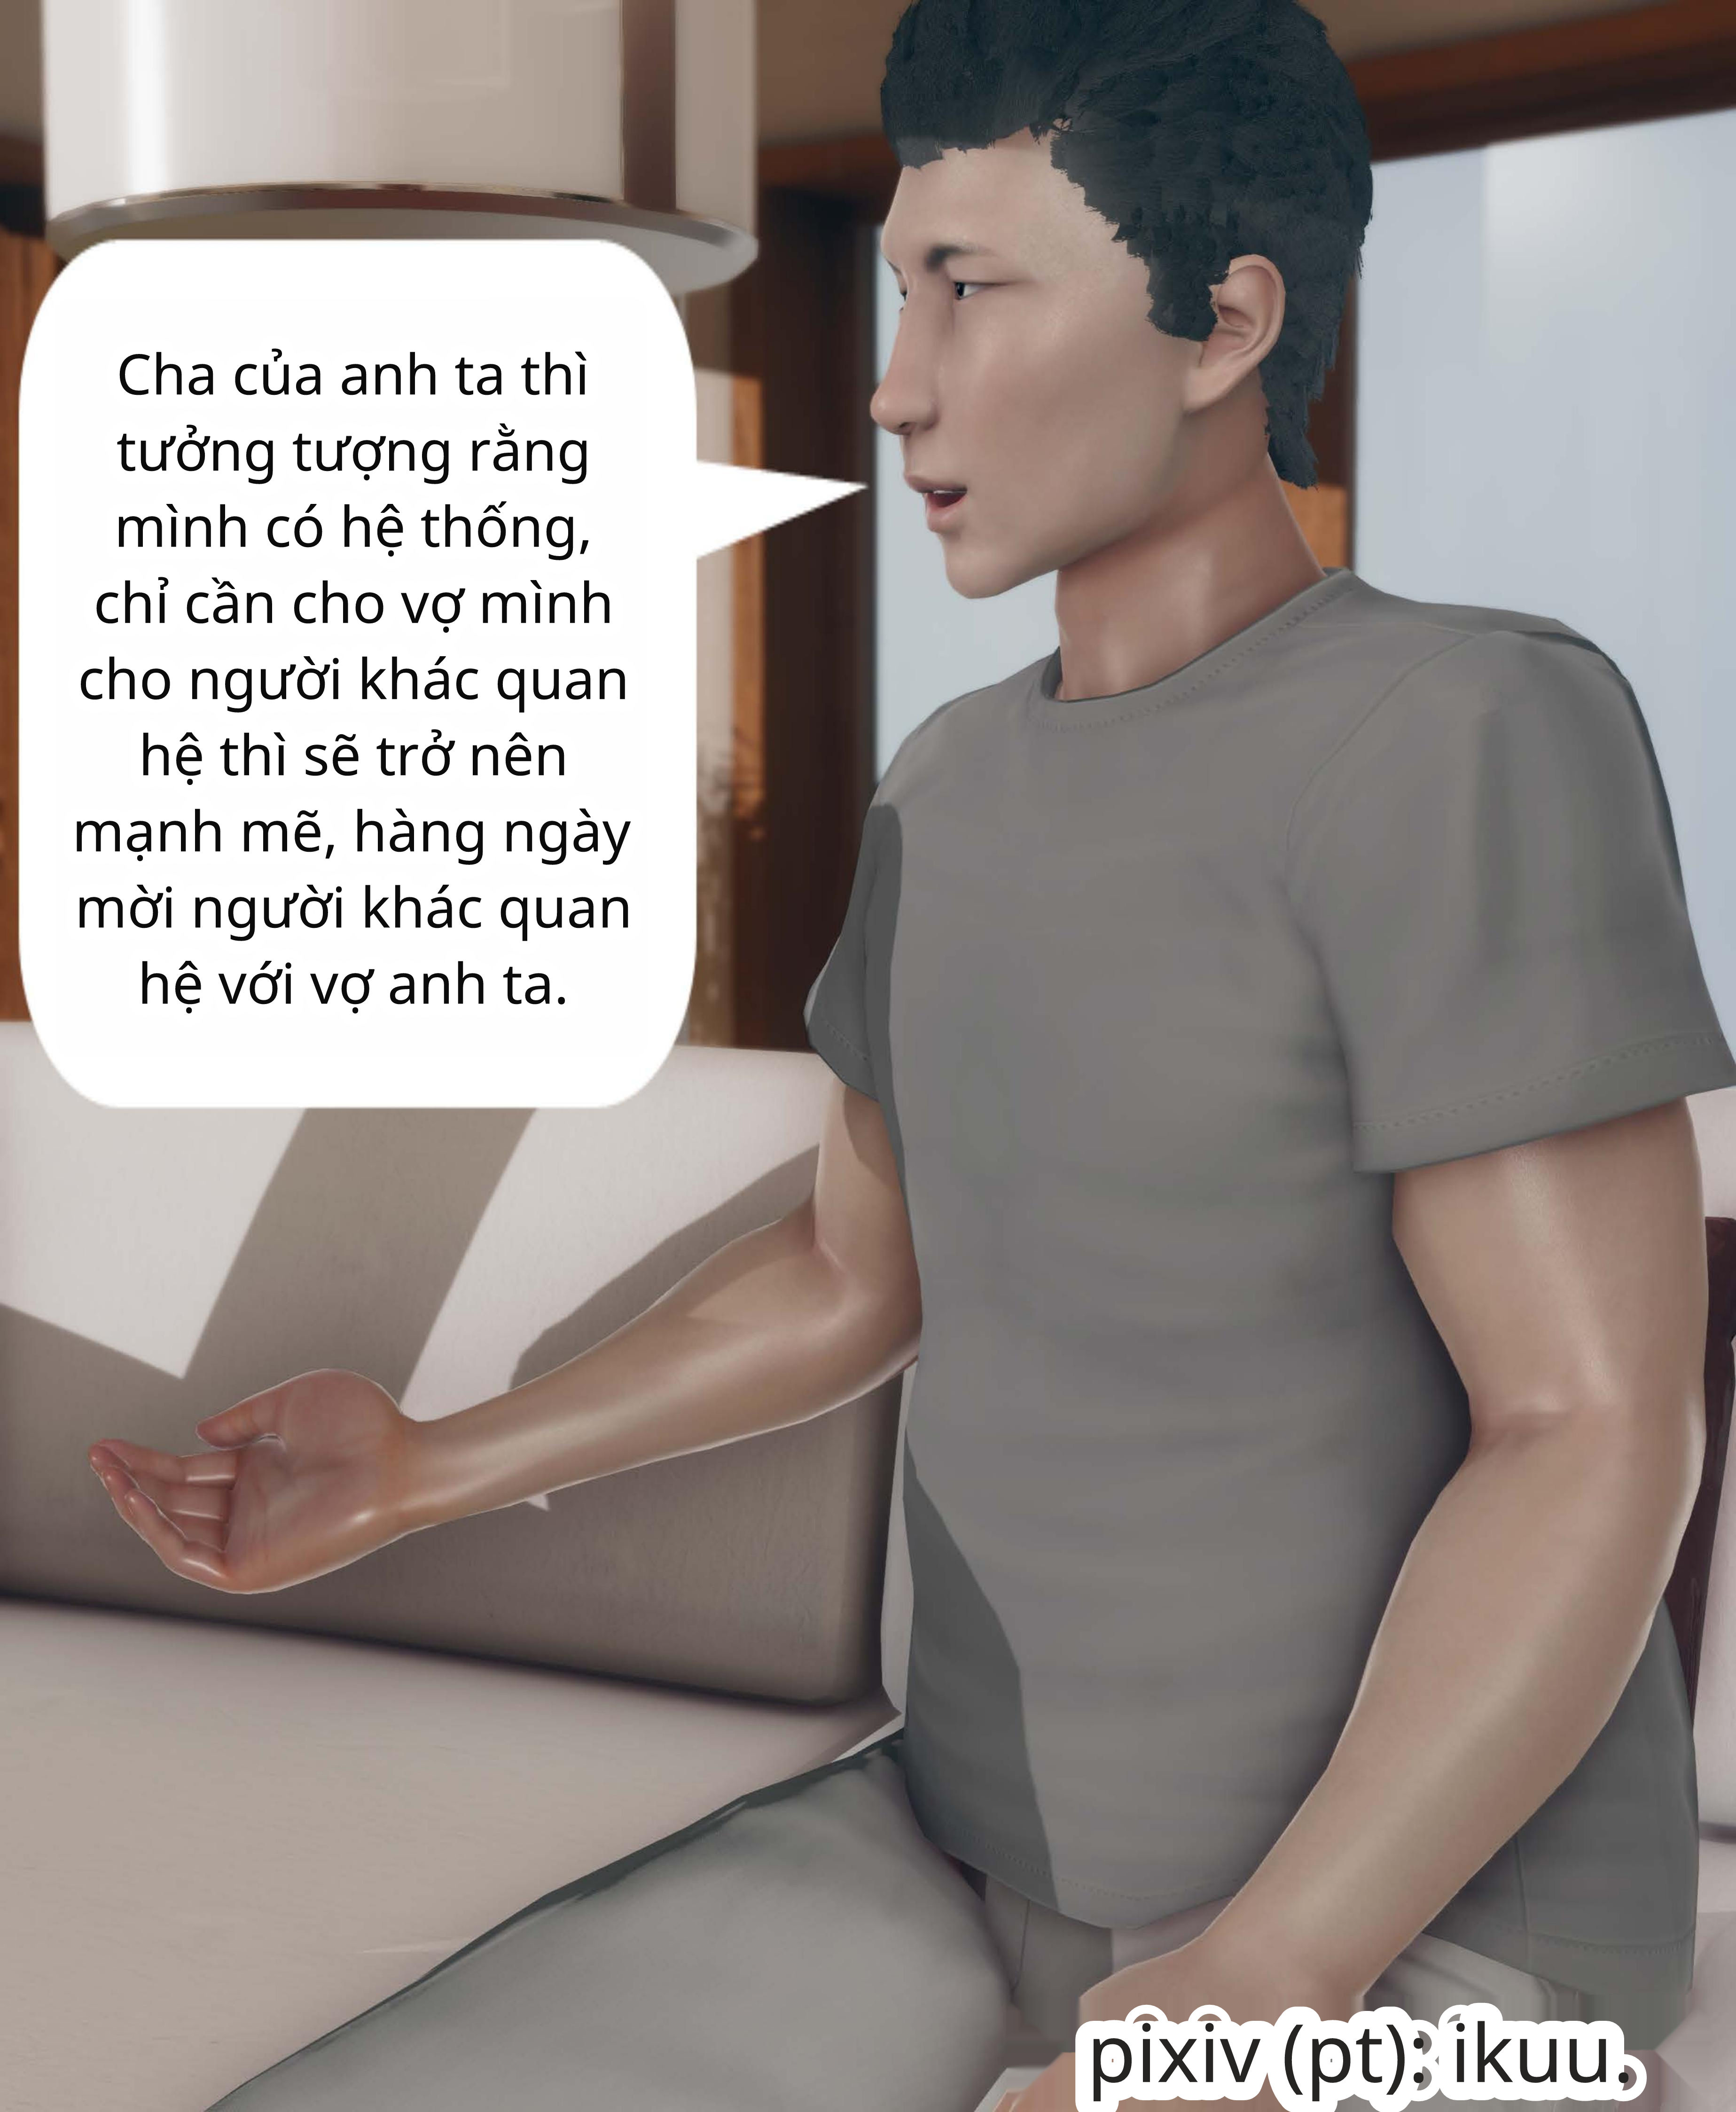 Cha của anh ta thì
tưởng tượng rằng
mình có hệ thống,
chỉ cần cho vợ mình
cho người khác quan
hệ thì sẽ trở nên
mạnh mẽ, hàng ngày
mời người khác quan
hệ với vợ anh ta.
pixiv (pt): ikuu.